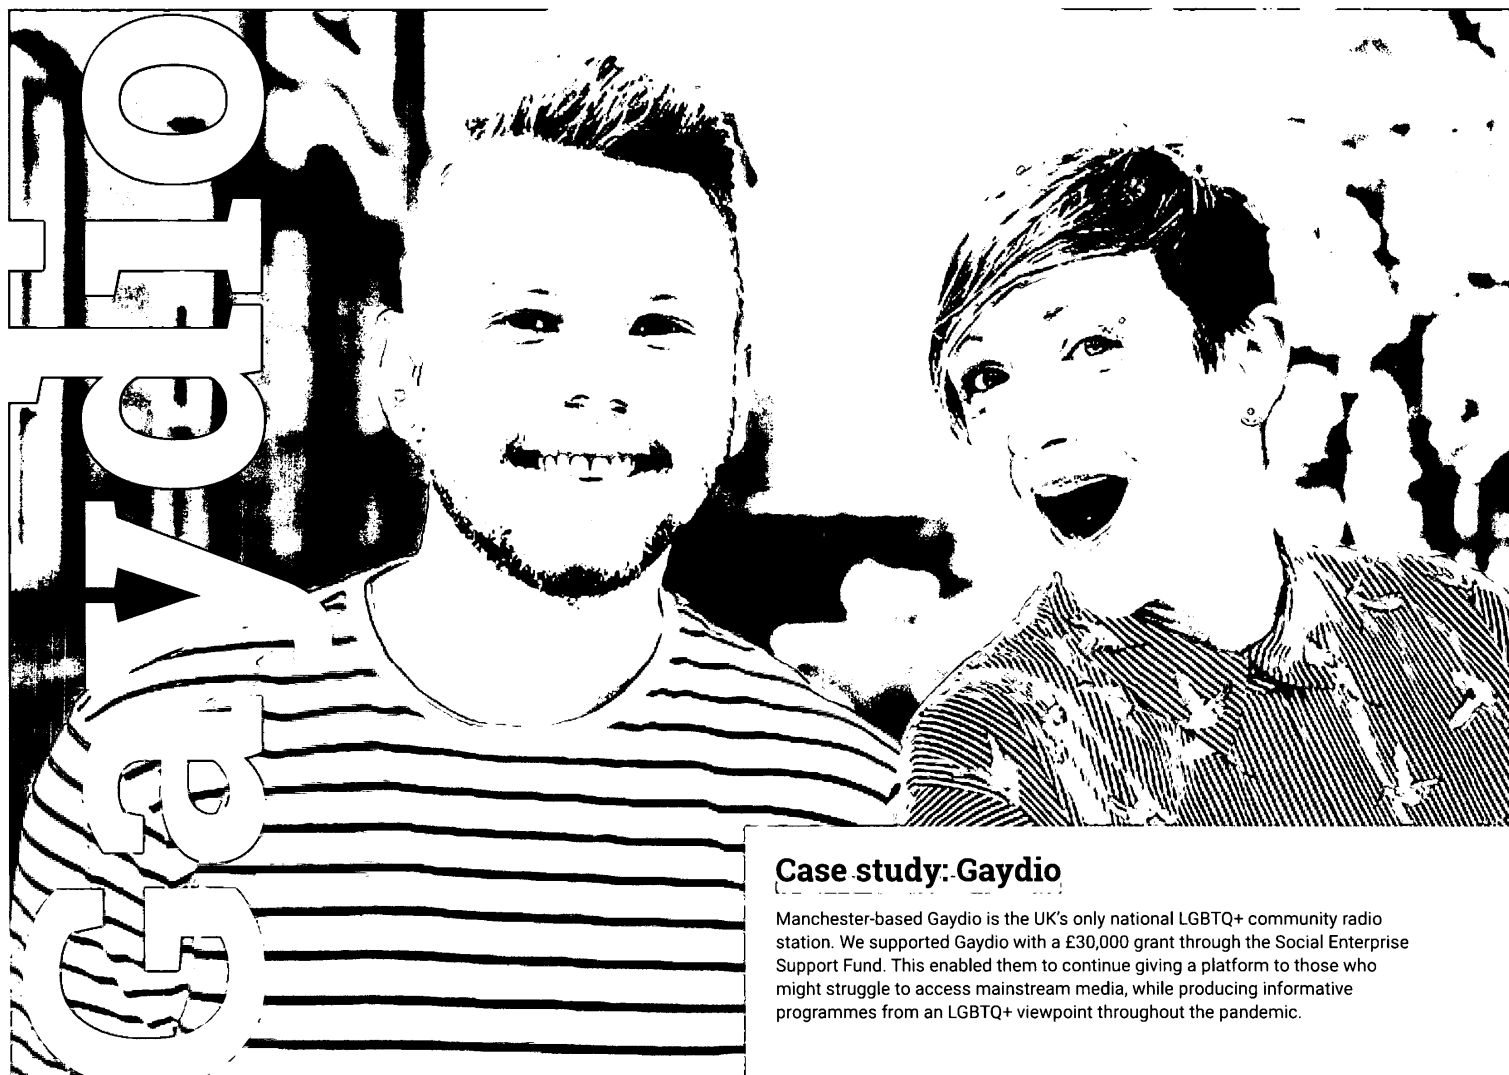 Gaydio
Case study: Gaydio
Manchester-based Gaydio is the UK's only national LGBTQ+ community radio
station. We supported Gaydio with a £30,000 grant through the Social Enterprise
Support Fund. This enabled them to continue giving a platform to those who
might struggle to access mainstream media, while producing informative
programmes from an LGBTQ+ viewpoint throughout the pandemic.